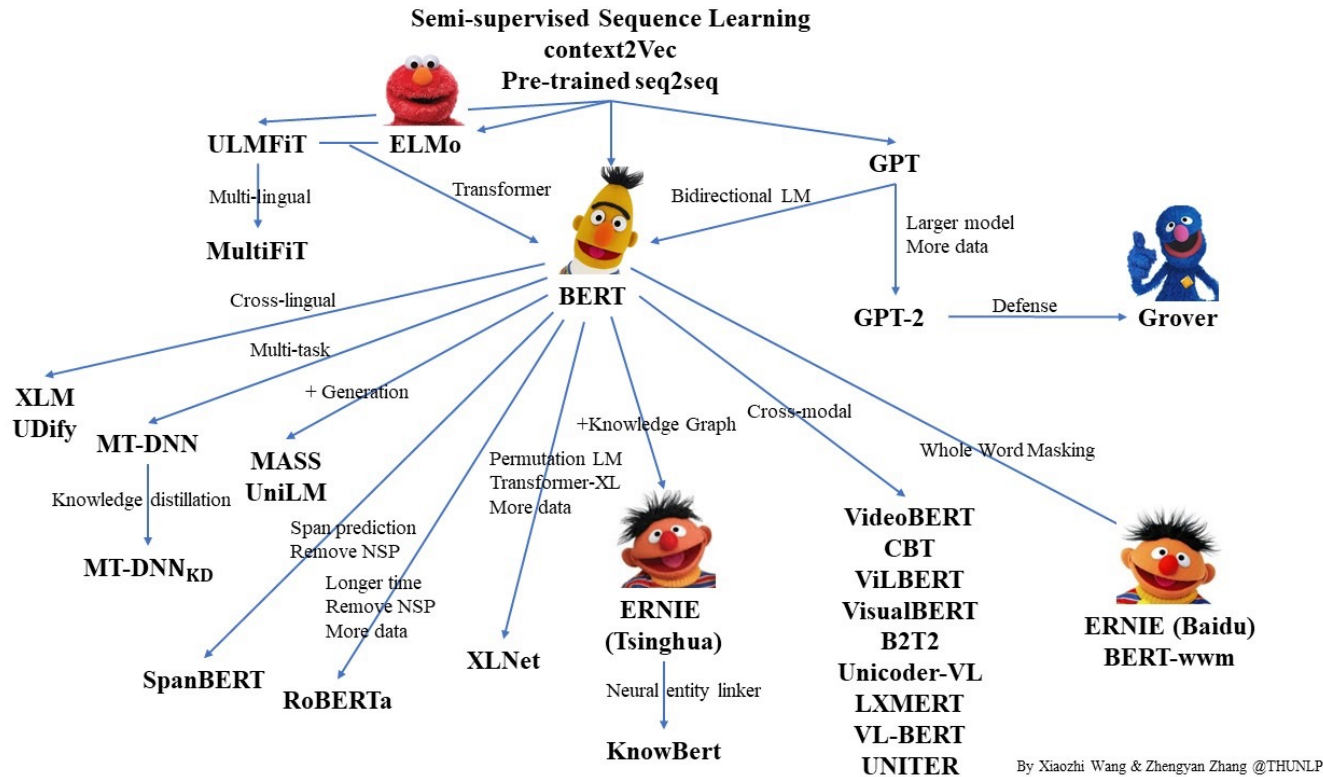 Semi-supervised Sequence Learning
context2Vec
Pre-trained seq2seq
ULMFiT
ELMo
GPT
Multi-lingual
Transformer
Bidirectional LM
Larger model
More data
MultiFiT
BERT
GPT-2
Defense
Grover
Cross-lingual
Multi-task
+ Generation
+Knowledge Graph
Cross-modal
Whole Word Masking
XLM
UDify
MT-DNN
MASS
UniLM
Permutation LM
Transformer-XL
More data
Knowledge distillation
MT-DNNKD
Span prediction
Remove NSP
Longer time
Remove NSP
More data
SpanBERT
RoBERTa
XLNet
ERNIE
(Tsinghua)
Neural entity linker
KnowBert
VideoBERT
CBT
ViLBERT
VisualBERT
B2T2
Unicoder-VL
LXMERT
VL-BERT
UNITER
ERNIE (Baidu)
BERT-wwm
By Xiaozhi Wang & Zhengyan Zhang @THUNLP